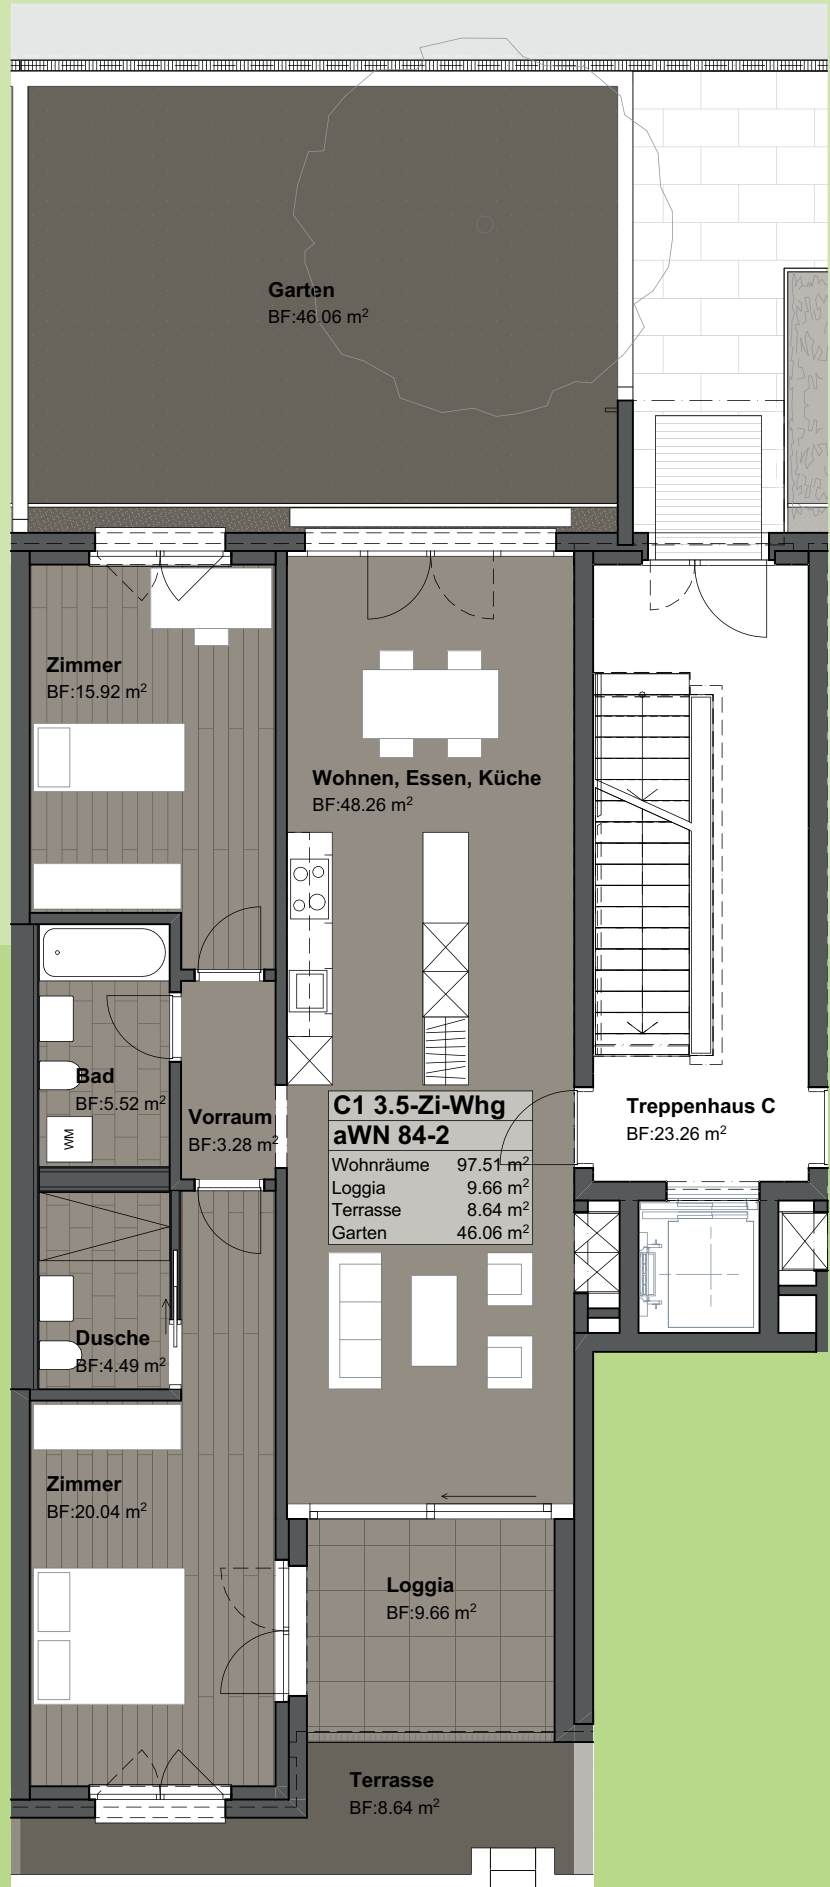 Garten
BF:46.06 m²
Zimmer
BF:15.92 m²
Wohnen, Essen, Küche
BF:48.26 m²
Bad
BF:5.52 m²
WM
Vorraum
BF:3.28 m²
C1 3.5-Zi-Whg
aWN 84-2
Wohnräume 97.51 m²
Loggia 9.66 m²
Terrasse 8.64 m²
Garten 46.06 m²
Treppenhaus C
BF:23.26 m²
Dusche
BF:4.49 m²
Zimmer
BF:20.04 m²
Loggia
BF:9.66 m²
Terrasse
BF:8.64 m²